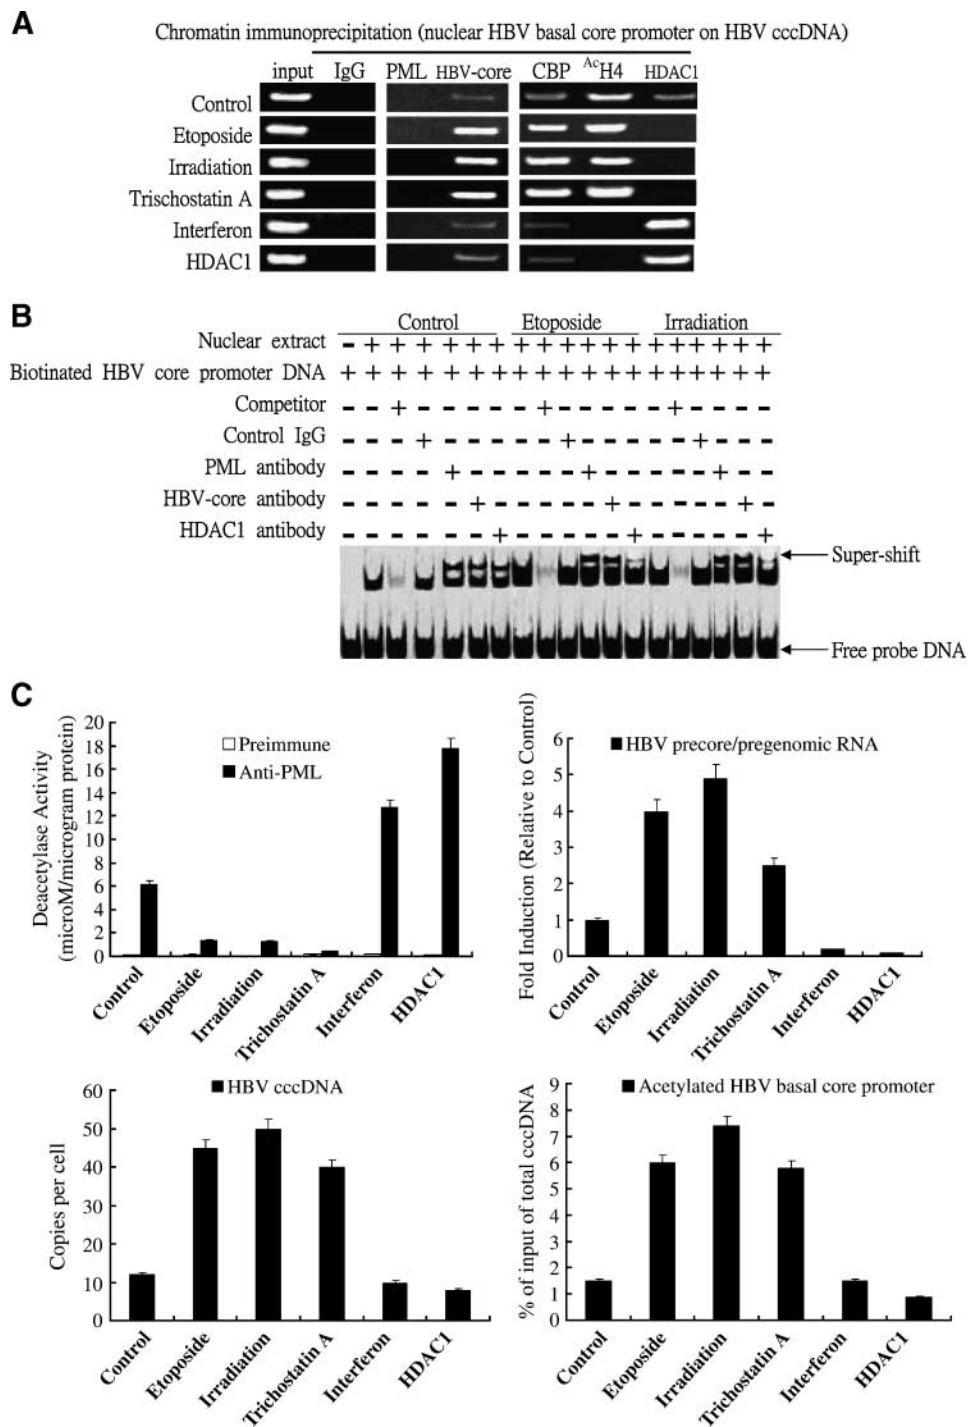 A
Chromatin immunoprecipitation (nuclear HBV basal core promoter on HBV cccDNA)
input IgG PML HBV-core CBP AcH4 HDAC1
Control
Etoposide
Irradiation
Trischostatin A
Interferon
HDAC1
B
Control Etoposide Irradiation
Nuclear extract - + + + + + + + + + + + + + + + + + +
Biotinated HBV core promoter DNA + + + + + + + + + + + + + + + + + + +
Competitor - - + - - - - - + - - - - - + - - - -
Control IgG - - - + - - - - - + - - - - - + - - -
PML antibody - - - - + - - - - - + - - - - - + - -
HBV-core antibody - - - - - + - - - - - + - - - - - + -
HDAC1 antibody - - - - - - + - - - - - + - - - - - +
Super-shift
Free probe DNA
C
Deacetylase Activity
(microM/microgram protein)
20
18
16
14
12
10
8
6
4
2
0
Preimmune
Anti-PML
Control Etoposide Irradiation Trichostatin A Interferon HDAC1
Fold Induction (Relative to Control)
6
5
4
3
2
1
0
HBV precore/pregenomic RNA
Control Etoposide Irradiation Trichostatin A Interferon HDAC1
Copies per cell
60
50
40
30
20
10
0
HBV cccDNA
Control Etoposide Irradiation Trichostatin A Interferon HDAC1
% of input of total cccDNA
9
8
7
6
5
4
3
2
1
0
Acetylated HBV basal core promoter
Control Etoposide Irradiation Trichostatin A Interferon HDAC1